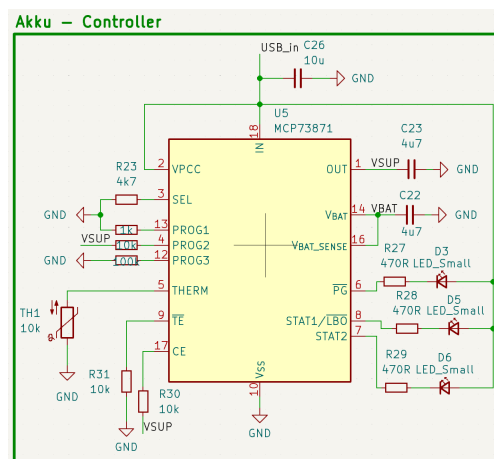 Akku – Controller
USB_in
C26
10u
GND
U5
MCP73871
18
IN
R23
4k7
2
VPCC
OUT
1
VSUP
C23
4u7
GND
3
SEL
GND
1k
13
PROG1
VSUP
10k
4
PROG2
GND
100k
12
PROG3
VBAT
14
VBAT
C22
4u7
GND
VBAT_SENSE
16
R27
470R
D3
LED_Small
5
THERM
PG
6
TH1
10k
GND
R28
470R
D5
LED_Small
9
TE
STAT1/LBO
8
STAT2
7
17
CE
R29
470R
D6
LED_Small
R31
10k
GND
R30
10k
VSUP
VSS
10
GND